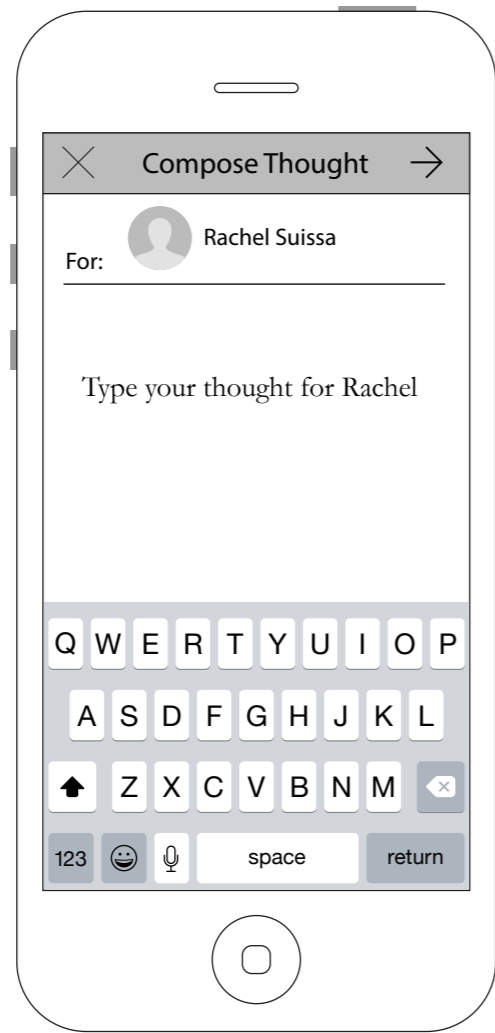 Compose Thought
For: Rachel Suissa
Type your thought for Rachel
Q W E R T Y U I O P
A S D F G H J K L
Z X C V B N M
123 space return